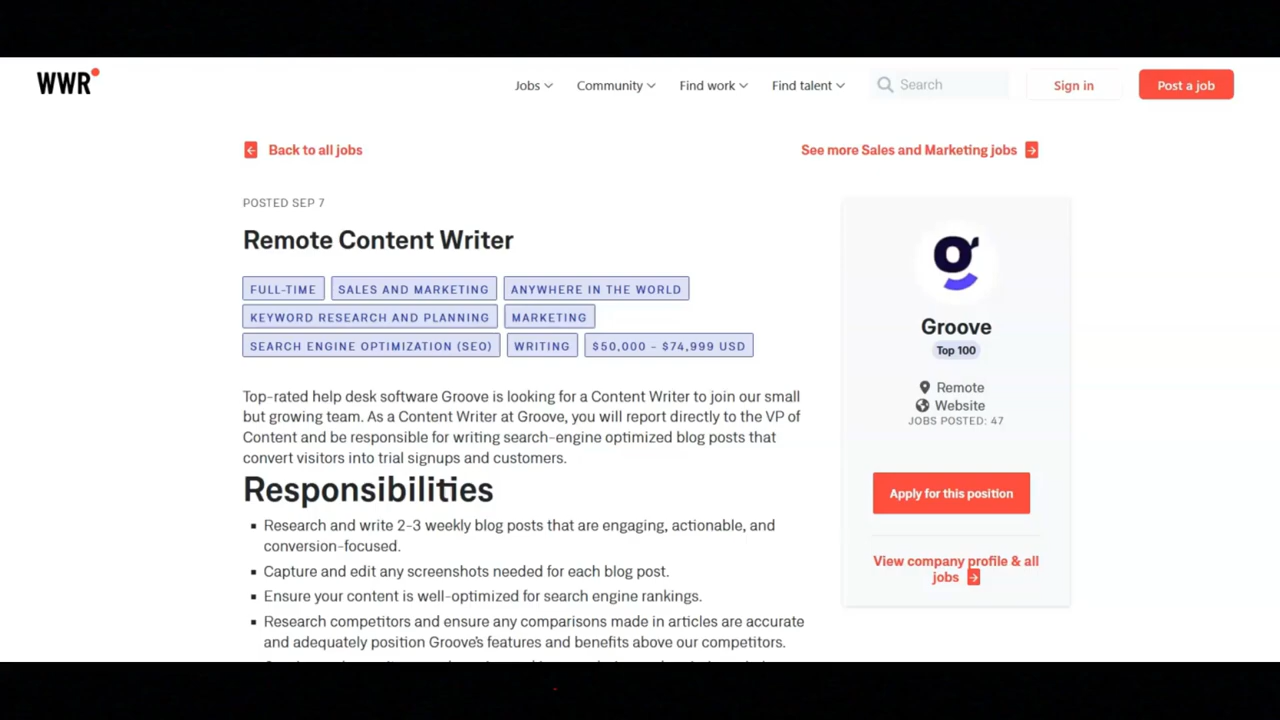 WWR
Jobs
Community
Find work
Find talent
Search
Sign in
Post a job
Back to all jobs
See more Sales and Marketing jobs
POSTED SEP 7
Remote Content Writer
FULL-TIME
SALES AND MARKETING
ANYWHERE IN THE WORLD
KEYWORD RESEARCH AND PLANNING
MARKETING
SEARCH ENGINE OPTIMIZATION (SEO)
WRITING
$50,000 – $74,999 USD
Top-rated help desk software Groove is looking for a Content Writer to join our small
but growing team. As a Content Writer at Groove, you will report directly to the VP of
Content and be responsible for writing search-engine optimized blog posts that
convert visitors into trial signups and customers.
Responsibilities
▪ Research and write 2-3 weekly blog posts that are engaging, actionable, and
conversion-focused.
▪ Capture and edit any screenshots needed for each blog post.
▪ Ensure your content is well-optimized for search engine rankings.
▪ Research competitors and ensure any comparisons made in articles are accurate
and adequately position Groove's features and benefits above our competitors.
g
Groove
Top 100
Remote
Website
JOBS POSTED: 47
Apply for this position
View company profile & all
jobs